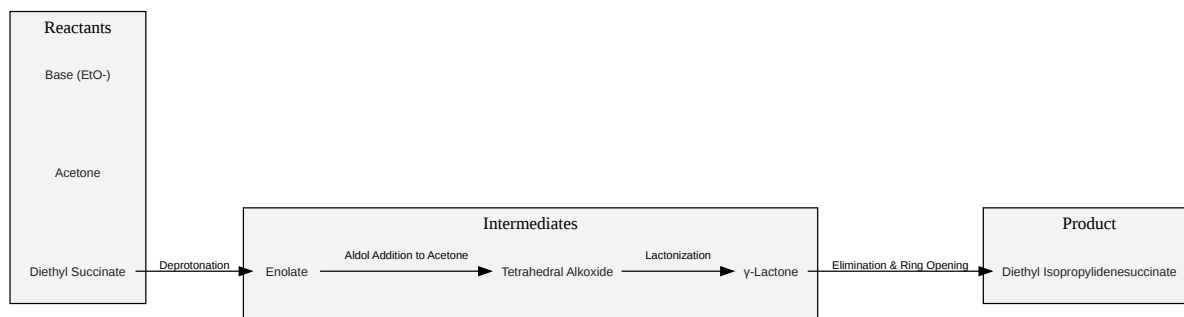 Reactants
Base (EtO-)
Acetone
Diethyl Succinate
Deprotonation
Intermediates
Enolate
Aldol Addition to Acetone
Tetrahedral Alkoxide
Lactonization
γ-Lactone
Elimination & Ring Opening
Product
Diethyl Isopropylidenesuccinate